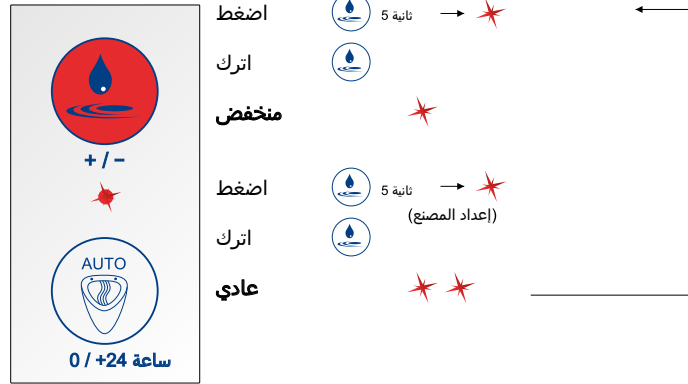 + / −
AUTO
0 / +24 ساعة
اضغط 5 ثانية
اترك
منخفض
اضغط 5 ثانية
(إعداد المصنع)
اترك
عادي